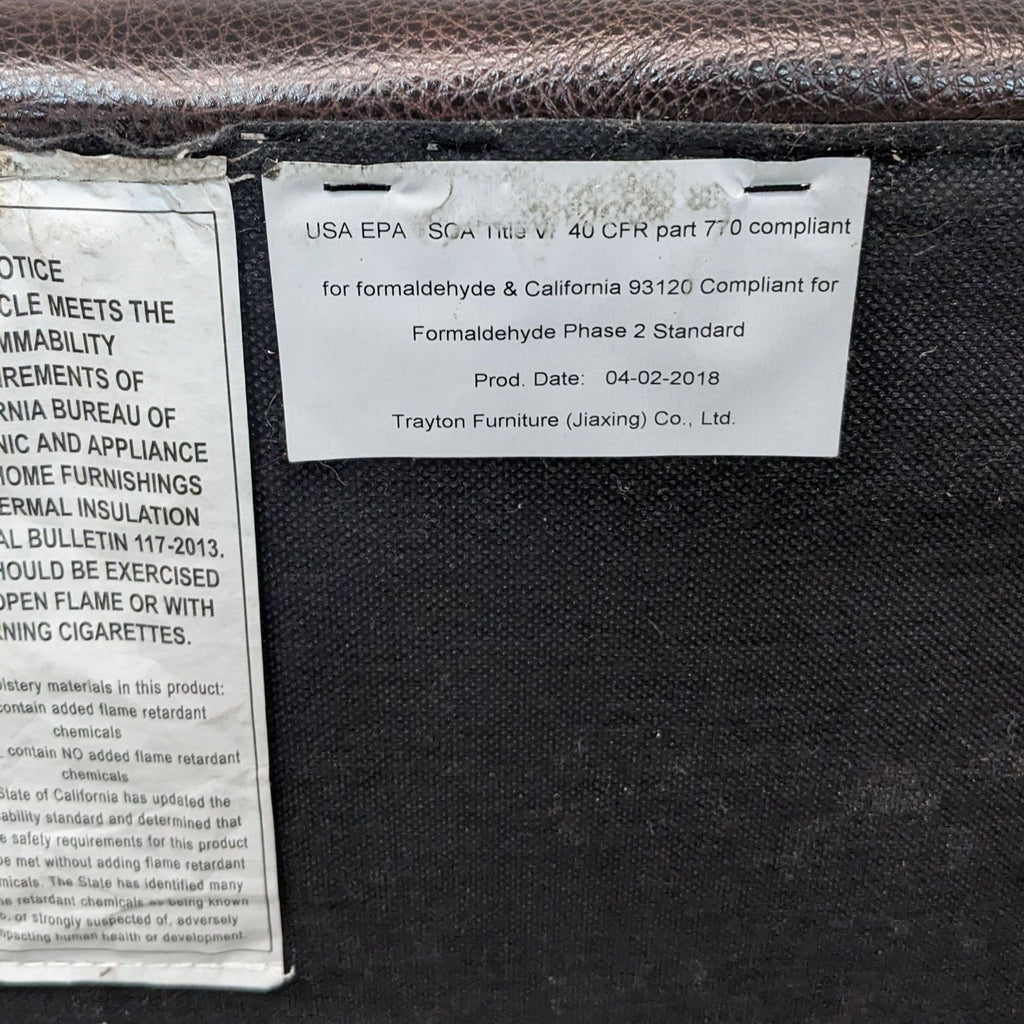 OTICE
CLE MEETS THE
MMABILITY
IREMENTS OF
RNIA BUREAU OF
NIC AND APPLIANCE
HOME FURNISHINGS
ERMAL INSULATION
AL BULLETIN 117-2013.
HOULD BE EXERCISED
OPEN FLAME OR WITH
NING CIGARETTES.
lstery materials in this product:
contain added flame retardant
chemicals
contain NO added flame retardant
chemicals
State of California has updated the
ability standard and determined that
e safety requirements for this product
be met without adding flame retardant
micals. The State has identified many
me retardant chemicals as being known
o, or strongly suspected of, adversely
mpacting human health or development.
USA EPA SCA Title VI 40 CFR part 770 compliant
for formaldehyde & California 93120 Compliant for
Formaldehyde Phase 2 Standard
Prod. Date: 04-02-2018
Trayton Furniture (Jiaxing) Co., Ltd.